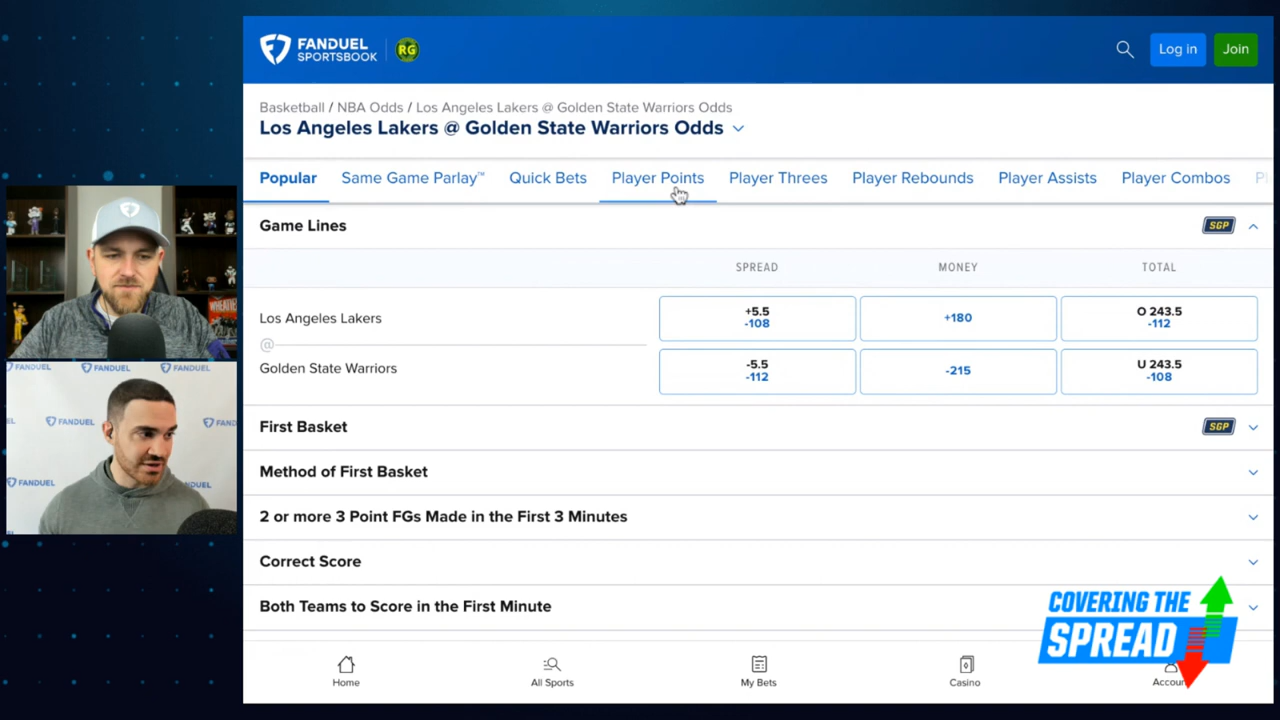 FANDUEL
SPORTSBOOK
RG
Log in
Join
Basketball / NBA Odds / Los Angeles Lakers @ Golden State Warriors Odds
Los Angeles Lakers @ Golden State Warriors Odds
Popular
Same Game Parlay™
Quick Bets
Player Points
Player Threes
Player Rebounds
Player Assists
Player Combos
Game Lines
SGP
SPREAD
MONEY
TOTAL
Los Angeles Lakers
+5.5
-108
+180
O 243.5
-112
@
Golden State Warriors
-5.5
-112
-215
U 243.5
-108
First Basket
SGP
Method of First Basket
2 or more 3 Point FGs Made in the First 3 Minutes
Correct Score
Both Teams to Score in the First Minute
Home
All Sports
My Bets
Casino
COVERING THE
SPREAD
WHEATIES
FANDUEL
FANDUEL
FANDUEL
FANDUEL
FANDUEL